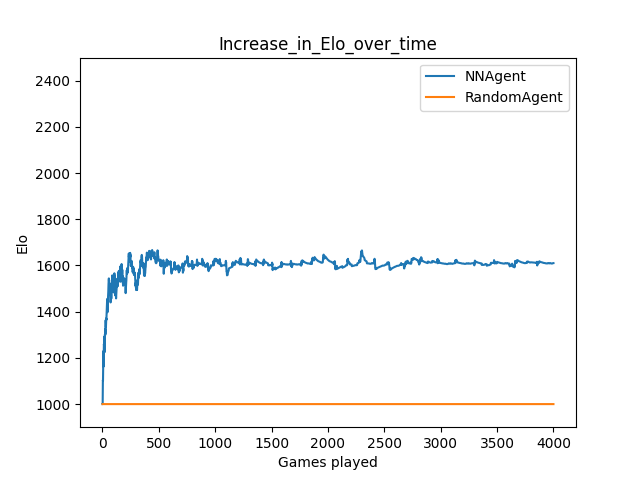 Increase_in_Elo_over_time
NNAgent
RandomAgent
2400
2200
2000
1800
1600
1400
1200
1000
Elo
0 500 1000 1500 2000 2500 3000 3500 4000
Games played